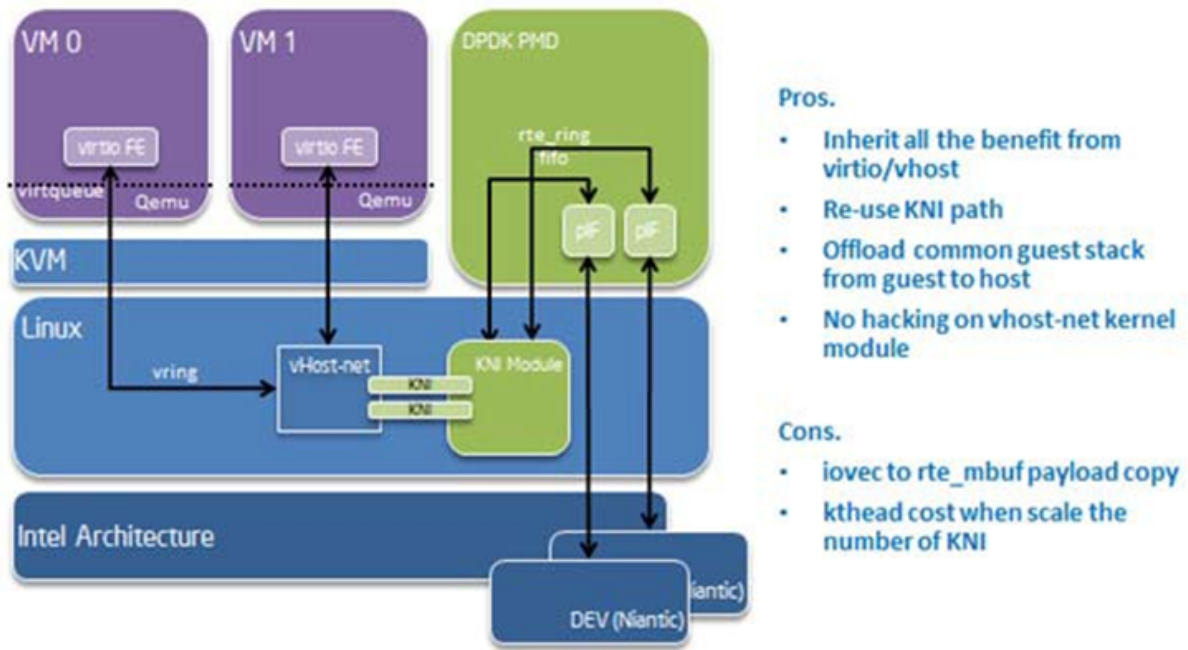 VM 0
VM 1
DPDK PMD
rte_ring
fifo
virtio FE
virtio FE
virtqueue
Qemu
Qemu
pIF
pIF
KVM
Linux
vHost-net
KNI Module
vring
KNI
KNI
Intel Architecture
iantic)
DEV (Niantic)
Pros.
• Inherit all the benefit from
virtio/vhost
• Re-use KNI path
• Offload common guest stack
from guest to host
• No hacking on vhost-net kernel
module
Cons.
• iovec to rte_mbuf payload copy
• kthead cost when scale the
number of KNI